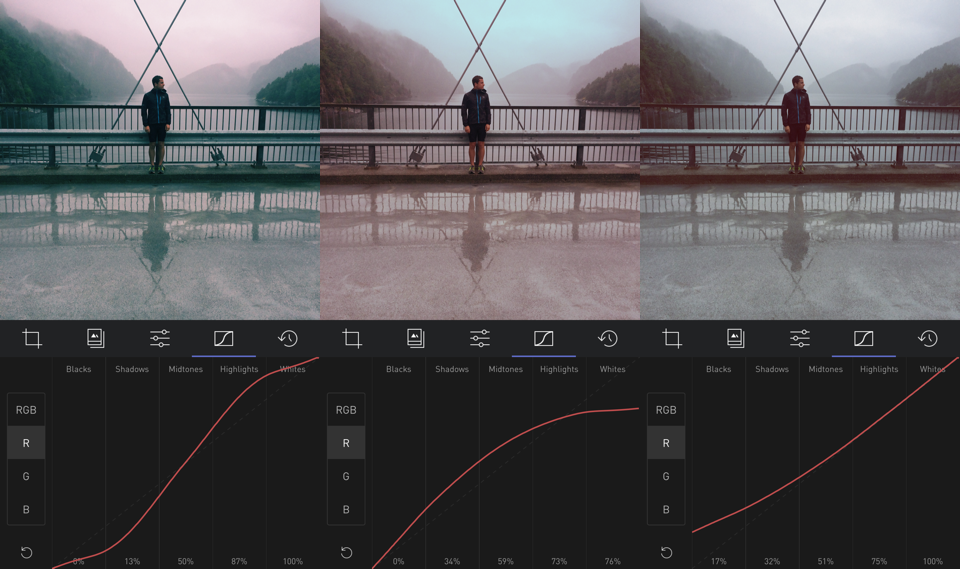 Blacks Shadows Midtones Highlights Whites
RGB
R
G
B
0% 13% 50% 87% 100%
Blacks Shadows Midtones Highlights Whites
RGB
R
G
B
0% 34% 59% 73% 76%
Blacks Shadows Midtones Highlights Whites
RGB
R
G
B
17% 32% 51% 75% 100%